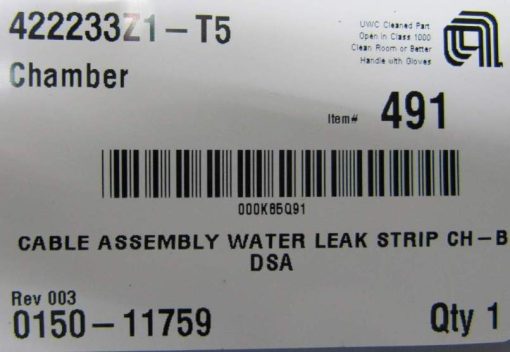 422233Z1-T5
UWC Cleaned Part
Open in Class 1000
Clean Room or Better
Handle with Gloves
Chamber
Item# 491
000K85Q91
CABLE ASSEMBLY WATER LEAK STRIP CH-B
DSA
Rev 003
0150-11759
Qty 1